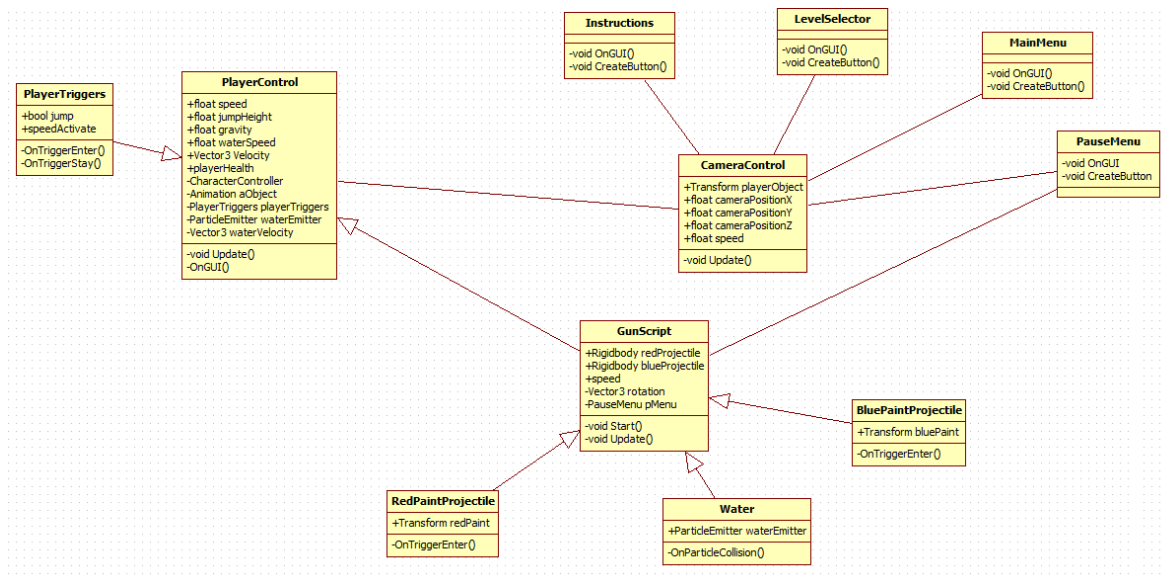 Instructions
-void OnGUI()
-void CreateButton()
LevelSelector
-void OnGUI()
-void CreateButton()
MainMenu
-void OnGUI()
-void CreateButton()
PlayerTriggers
+bool jump
+speedActivate
-OnTriggerEnter()
-OnTriggerStay()
PlayerControl
+float speed
+float jumpHeight
+float gravity
+float waterSpeed
+Vector3 Velocity
+playerHealth
-CharacterController
-Animation aObject
-PlayerTriggers playerTriggers
-ParticleEmitter waterEmitter
-Vector3 waterVelocity
-void Update()
-OnGUI()
CameraControl
+Transform playerObject
+float cameraPositionX
+float cameraPositionY
+float cameraPositionZ
+float speed
-void Update()
PauseMenu
-void OnGUI
-void CreateButton
GunScript
+Rigidbody redProjectile
+Rigidbody blueProjectile
+speed
-Vector3 rotation
-PauseMenu pMenu
-void Start()
-void Update()
BluePaintProjectile
+Transform bluePaint
-OnTriggerEnter()
RedPaintProjectile
+Transform redPaint
-OnTriggerEnter()
Water
+ParticleEmitter waterEmitter
-OnParticleCollision()